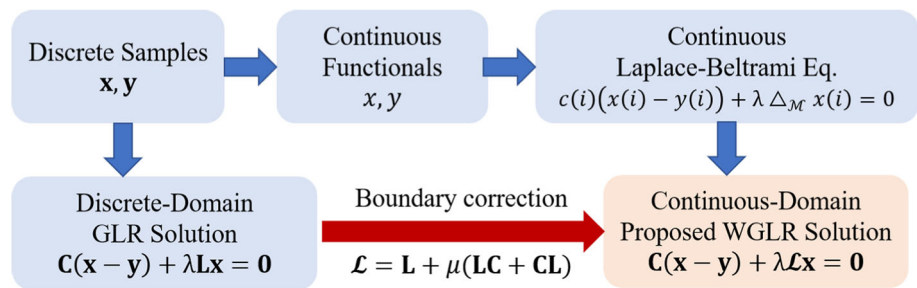 Discrete Samples
𝐱, 𝐲
Continuous
Functionals
𝑥, 𝑦
Continuous
Laplace-Beltrami Eq.
𝑐(𝑖)(𝑥(𝑖) − 𝑦(𝑖)) + 𝜆 △ℳ 𝑥(𝑖) = 0
Discrete-Domain
GLR Solution
𝐂(𝐱 − 𝐲) + 𝜆𝐋𝐱 = 𝟎
Boundary correction
𝓛 = 𝐋 + 𝜇(𝐋𝐂 + 𝐂𝐋)
Continuous-Domain
Proposed WGLR Solution
𝐂(𝐱 − 𝐲) + 𝜆𝓛𝐱 = 𝟎